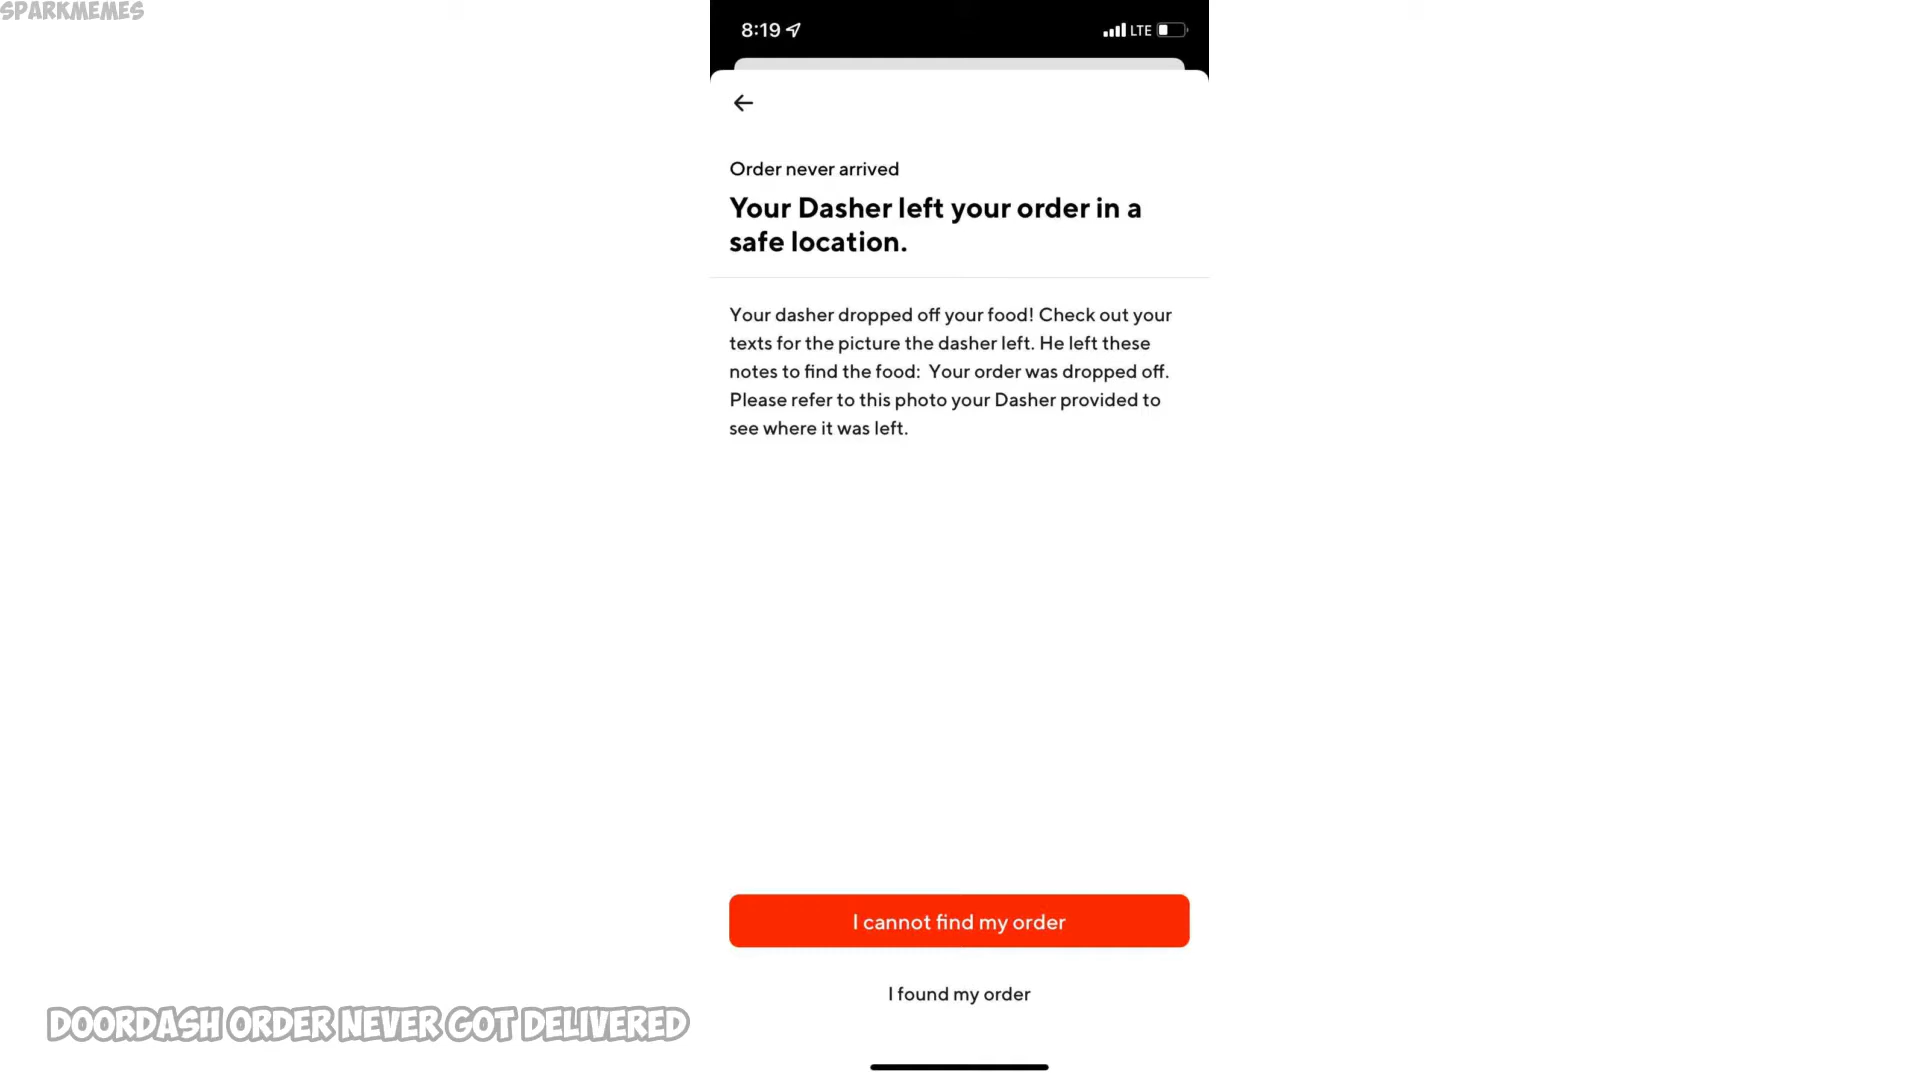 SPARKMEMES
8:19
LTE
Order never arrived
Your Dasher left your order in a
safe location.
Your dasher dropped off your food! Check out your
texts for the picture the dasher left. He left these
notes to find the food:  Your order was dropped off.
Please refer to this photo your Dasher provided to
see where it was left.
I cannot find my order
I found my order
DOORDASH ORDER NEVER GOT DELIVERED